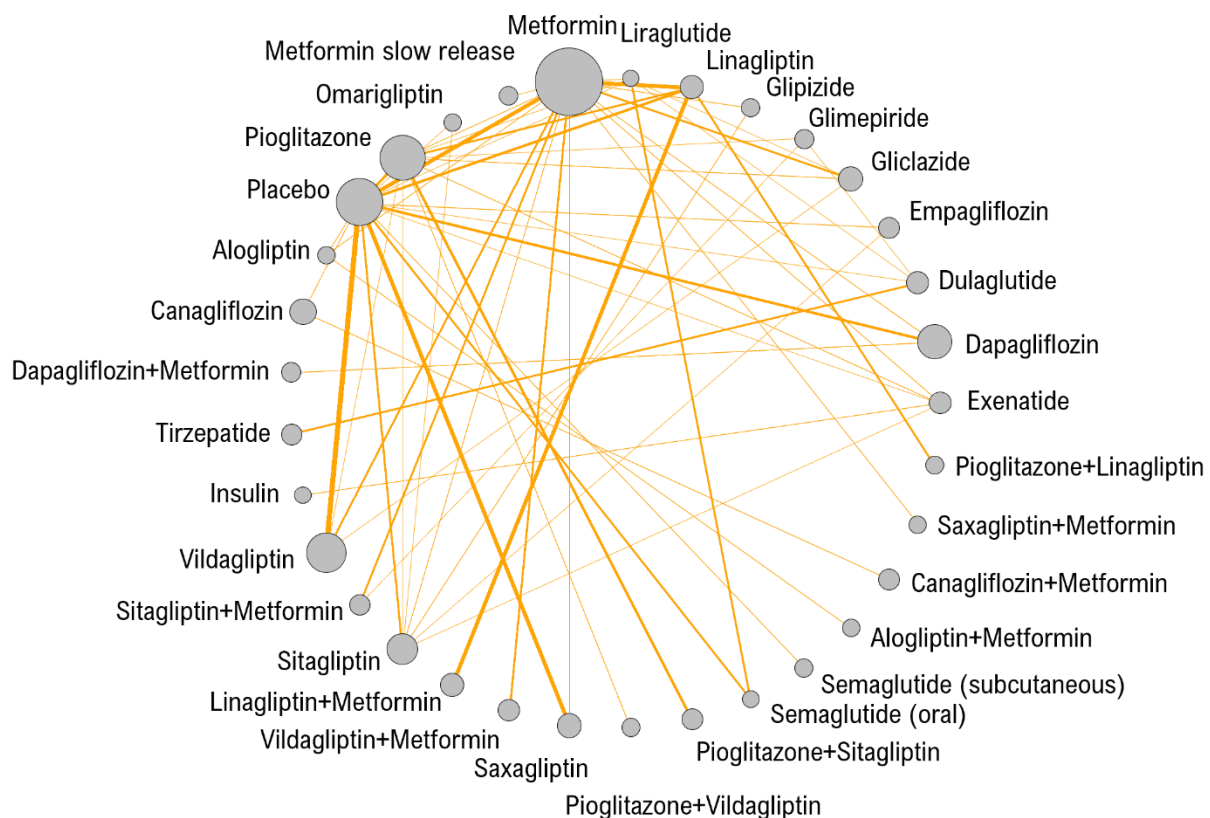 Metformin
Liraglutide
Metformin slow release
Linagliptin
Omarigliptin
Glipizide
Pioglitazone
Glimepiride
Placebo
Gliclazide
Alogliptin
Empagliflozin
Canagliflozin
Dulaglutide
Dapagliflozin+Metformin
Dapagliflozin
Tirzepatide
Exenatide
Insulin
Pioglitazone+Linagliptin
Vildagliptin
Saxagliptin+Metformin
Sitagliptin+Metformin
Canagliflozin+Metformin
Sitagliptin
Alogliptin+Metformin
Linagliptin+Metformin
Semaglutide (subcutaneous)
Vildagliptin+Metformin
Semaglutide (oral)
Saxagliptin
Pioglitazone+Sitagliptin
Pioglitazone+Vildagliptin